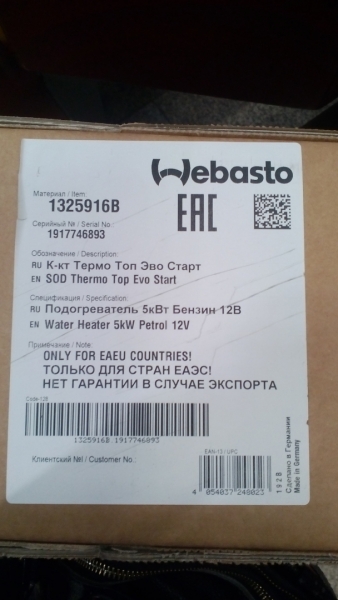 Webasto
Материал / Item
1325916B
EAC
Серийный № / Serial No.:
1917746893
Обозначение / Description:
RU К-кт Термо Топ Эво Старт
EN SOD Thermo Top Evo Start
Спецификация / Specification:
RU Подогреватель 5кВт Бензин 12В
EN Water Heater 5kW Petrol 12V
Примечание / Note:
ONLY FOR EAEU COUNTRIES!
ТОЛЬКО ДЛЯ СТРАН ЕАЭС!
НЕТ ГАРАНТИИ В СЛУЧАЕ ЭКСПОРТА
Code-128
1325916B 1917746893
Клиентский №/ / Customer No.:
EAN-13 / UPC
4 054037 248023
192B
Сделано в Германии
Made in Germany